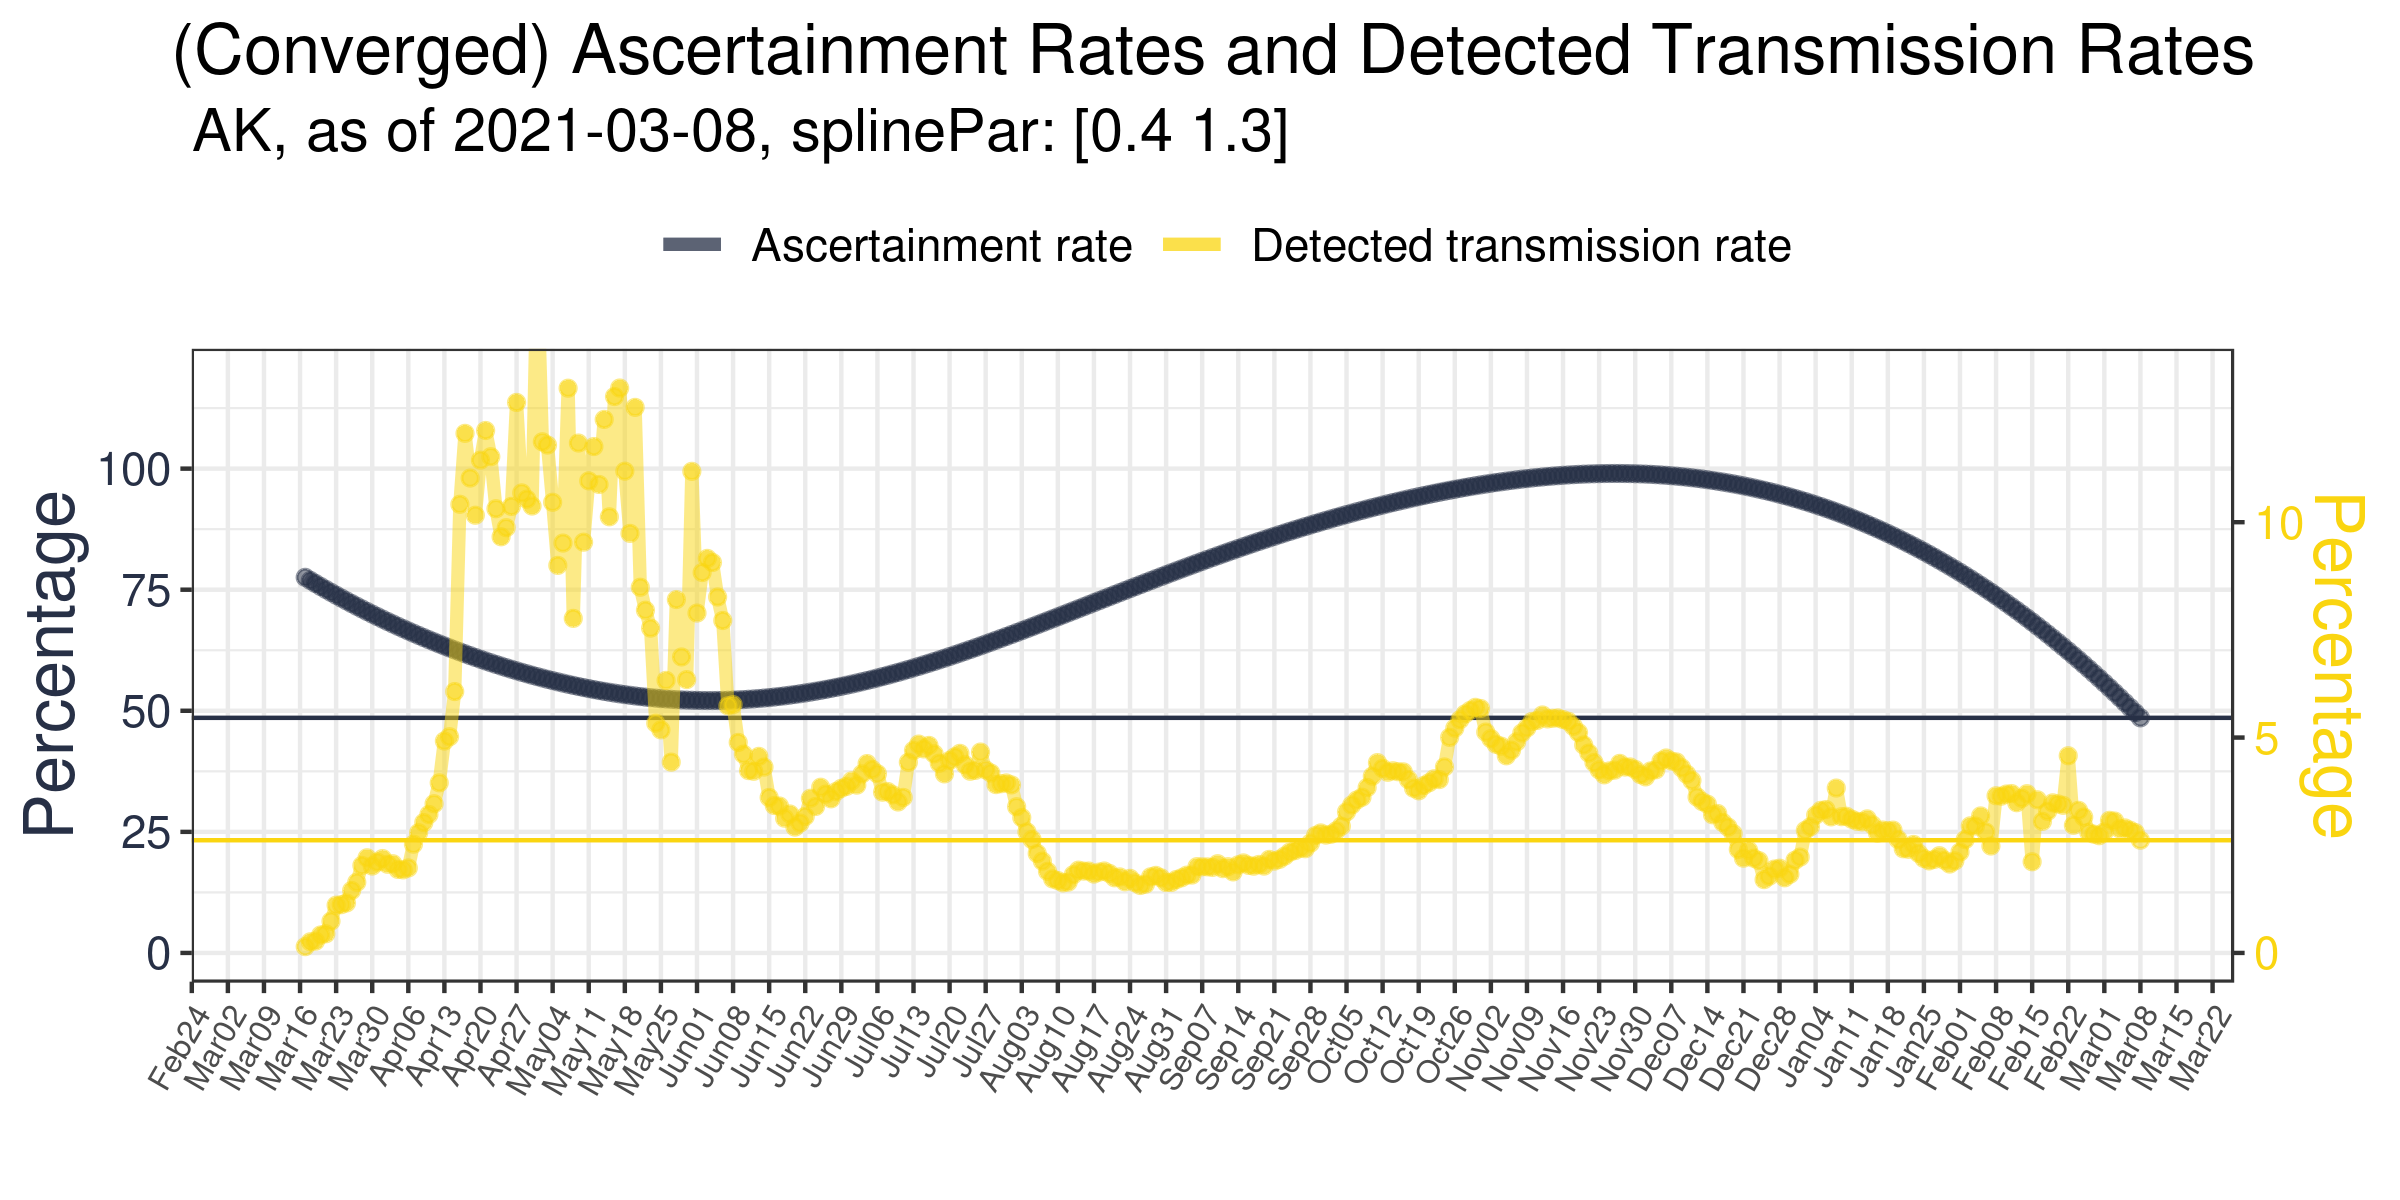 (Converged) Ascertainment Rates and Detected Transmission Rates
AK, as of 2021-03-08, splinePar: [0.4 1.3]
Ascertainment rate
Detected transmission rate
Percentage
100
75
50
25
0
10
5
0
Percentage
Feb24
Mar02
Mar09
Mar16
Mar23
Mar30
Apr06
Apr13
Apr20
Apr27
May04
May11
May18
May25
Jun01
Jun08
Jun15
Jun22
Jun29
Jul06
Jul13
Jul20
Jul27
Aug03
Aug10
Aug17
Aug24
Aug31
Sep07
Sep14
Sep21
Sep28
Oct05
Oct12
Oct19
Oct26
Nov02
Nov09
Nov16
Nov23
Nov30
Dec07
Dec14
Dec21
Dec28
Jan04
Jan11
Jan18
Jan25
Feb01
Feb08
Feb15
Feb22
Mar01
Mar08
Mar15
Mar22